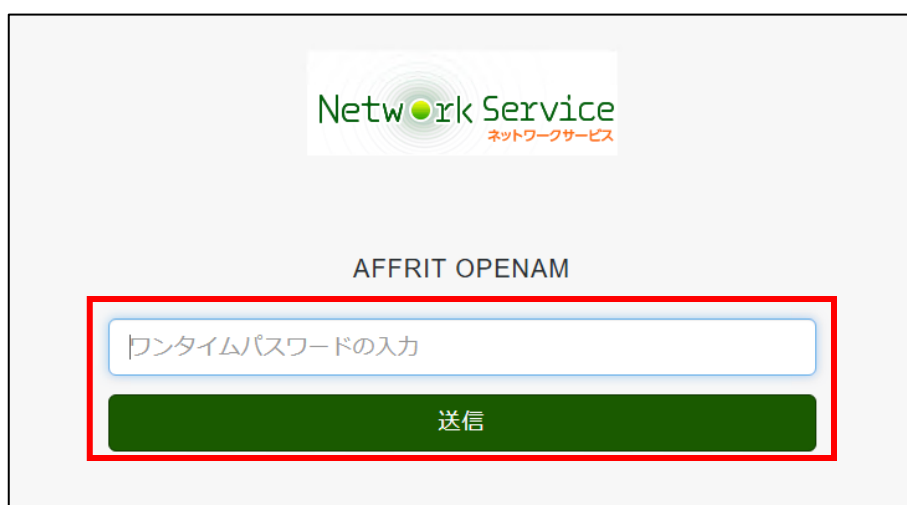 Network Service
ネットワークサービス
AFFRIT OPENAM
ワンタイムパスワードの入力
送信